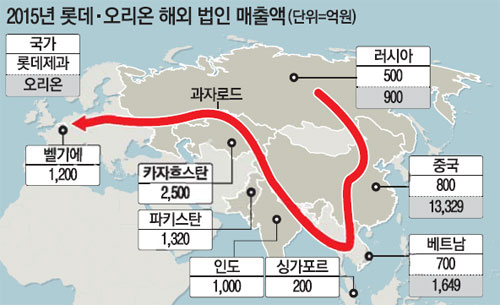 2015년 롯데·오리온 해외 법인 매출액(단위=억원)
국가
롯데제과
오리온
러시아
500
900
과자로드
벨기에
1,200
카자흐스탄
2,500
중국
800
13,329
파키스탄
1,320
베트남
700
1,649
인도
1,000
싱가포르
200